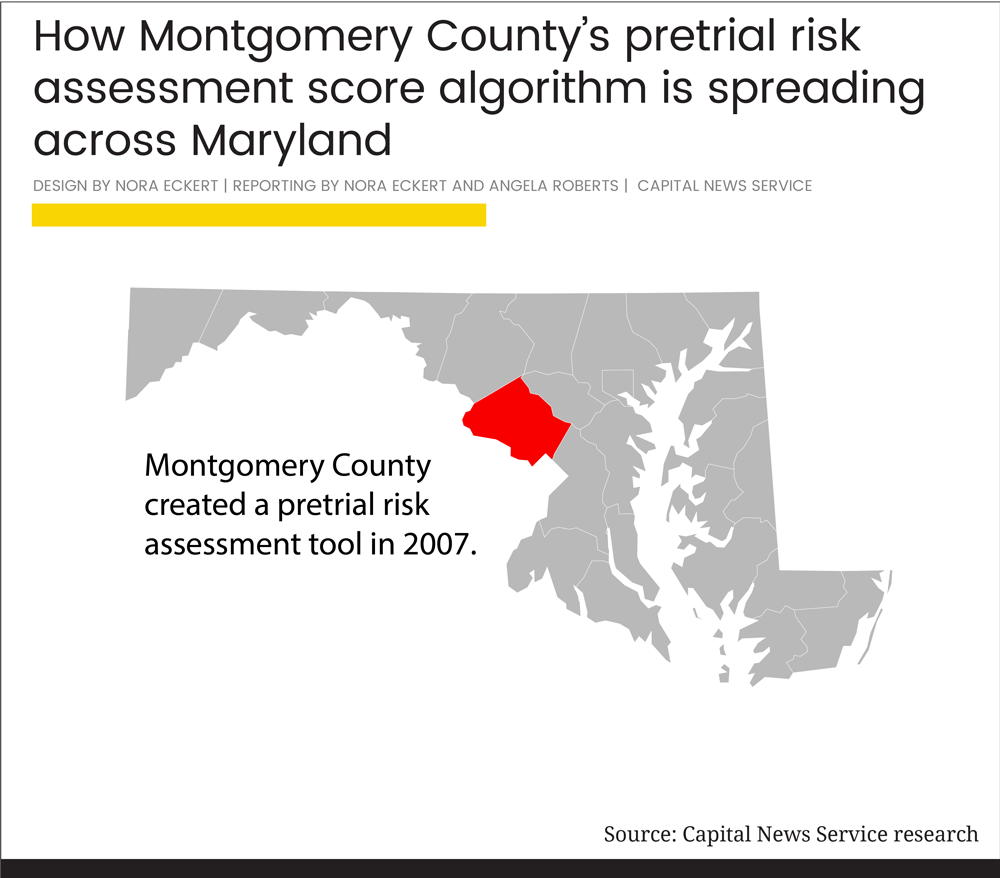 How Montgomery County’s pretrial risk
assessment score algorithm is spreading
across Maryland
DESIGN BY NORA ECKERT | REPORTING BY NORA ECKERT AND ANGELA ROBERTS | CAPITAL NEWS SERVICE
Montgomery County
created a pretrial risk
assessment tool in 2007.
Source: Capital News Service research